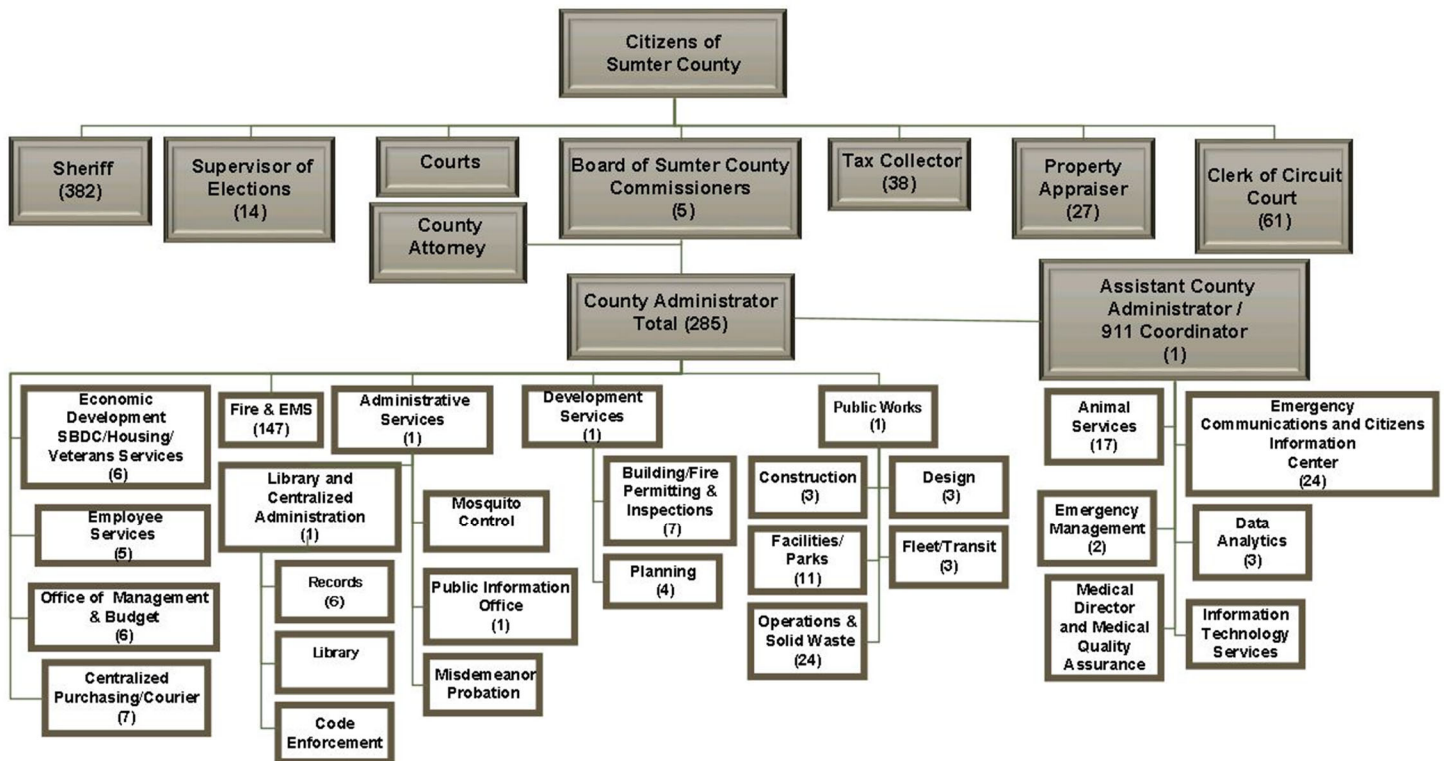 Citizens of
Sumter County
Sheriff
(382)
Supervisor of
Elections
(14)
Courts
County
Attorney
Board of Sumter County
Commissioners
(5)
Tax Collector
(38)
Property
Appraiser
(27)
Clerk of Circuit
Court
(61)
County Administrator
Total (285)
Assistant County
Administrator /
911 Coordinator
(1)
Economic
Development
SBDC/Housing/
Veterans Services
(6)
Employee
Services
(5)
Office of Management
& Budget
(6)
Centralized
Purchasing/Courier
(7)
Fire & EMS
(147)
Administrative
Services
(1)
Library and
Centralized
Administration
(1)
Records
(6)
Library
Code
Enforcement
Mosquito
Control
Public Information
Office
(1)
Misdemeanor
Probation
Development
Services
(1)
Building/Fire
Permitting &
Inspections
(7)
Planning
(4)
Public Works
(1)
Construction
(3)
Design
(3)
Facilities/
Parks
(11)
Fleet/Transit
(3)
Operations &
Solid Waste
(24)
Animal
Services
(17)
Emergency
Communications and Citizens
Information
Center
(24)
Emergency
Management
(2)
Data
Analytics
(3)
Medical
Director
and Medical
Quality
Assurance
Information
Technology
Services